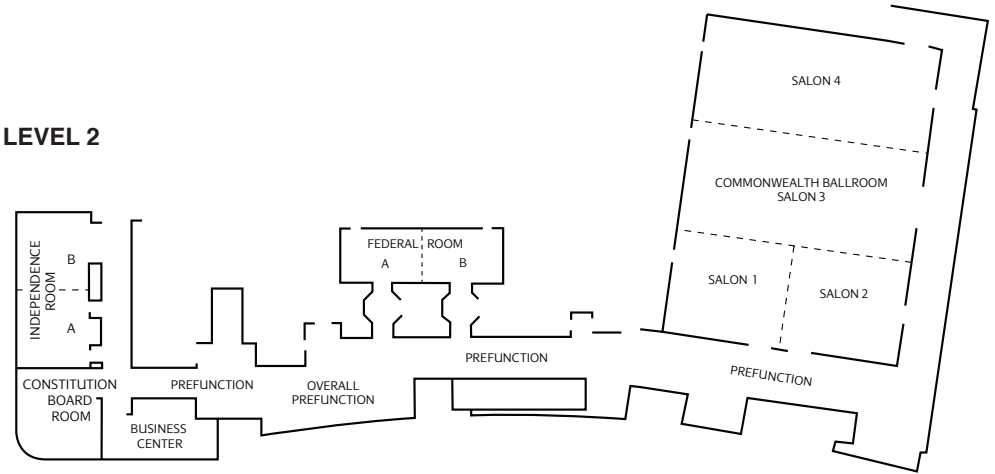 LEVEL 2
SALON 4
COMMONWEALTH BALLROOM
SALON 3
SALON 1
SALON 2
INDEPENDENCE
ROOM
B
A
FEDERAL ROOM
A
B
CONSTITUTION
BOARD
ROOM
BUSINESS
CENTER
PREFUNCTION
OVERALL
PREFUNCTION
PREFUNCTION
PREFUNCTION